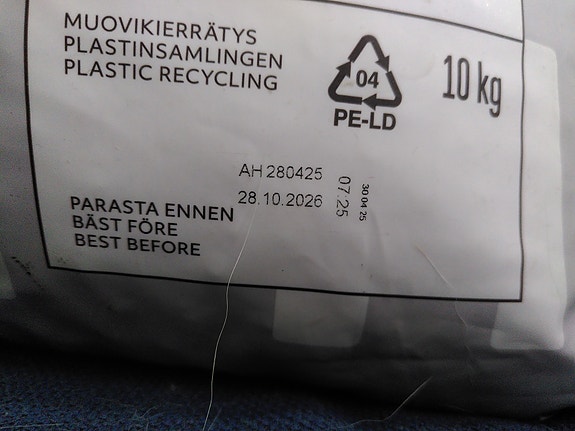 MUOVIKIERRÄTYS
PLASTINSAMLINGEN
PLASTIC RECYCLING
04
PE-LD
10 kg
AH 280425
28.10.2026
07 25
30 04 25
PARASTA ENNEN
BÄST FÖRE
BEST BEFORE